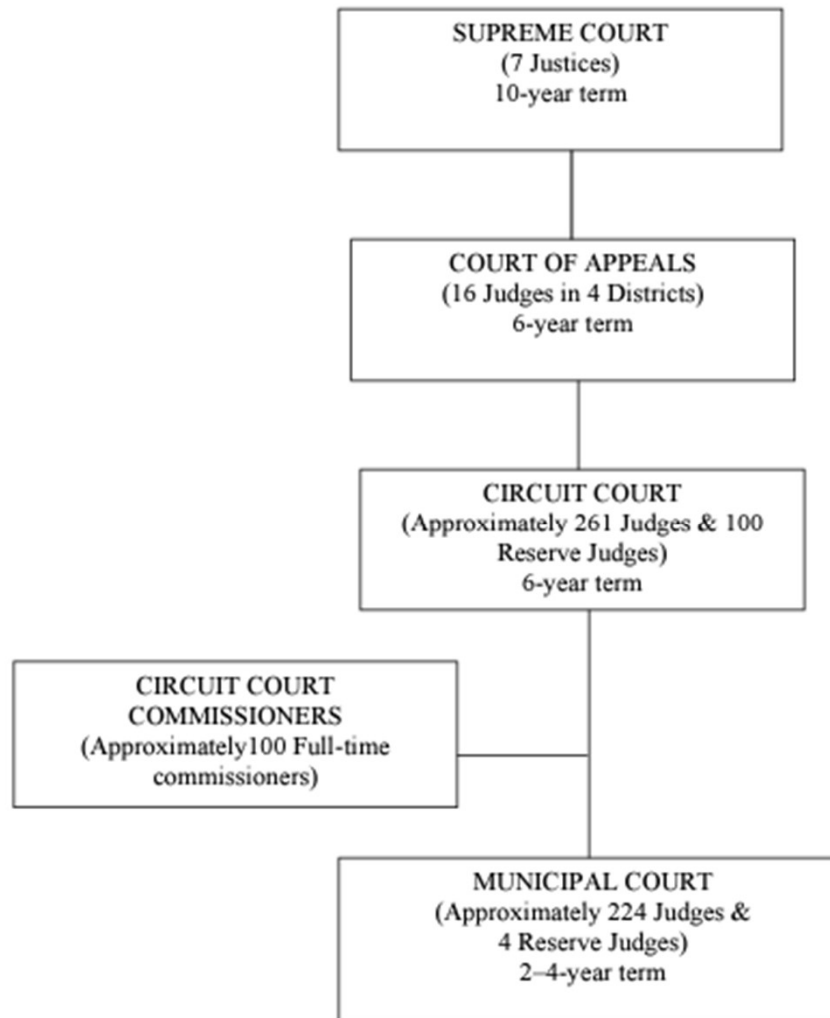 SUPREME COURT
(7 Justices)
10-year term
COURT OF APPEALS
(16 Judges in 4 Districts)
6-year term
CIRCUIT COURT
(Approximately 261 Judges & 100
Reserve Judges)
6-year term
CIRCUIT COURT
COMMISSIONERS
(Approximately100 Full-time
commissioners)
MUNICIPAL COURT
(Approximately 224 Judges &
4 Reserve Judges)
2–4-year term